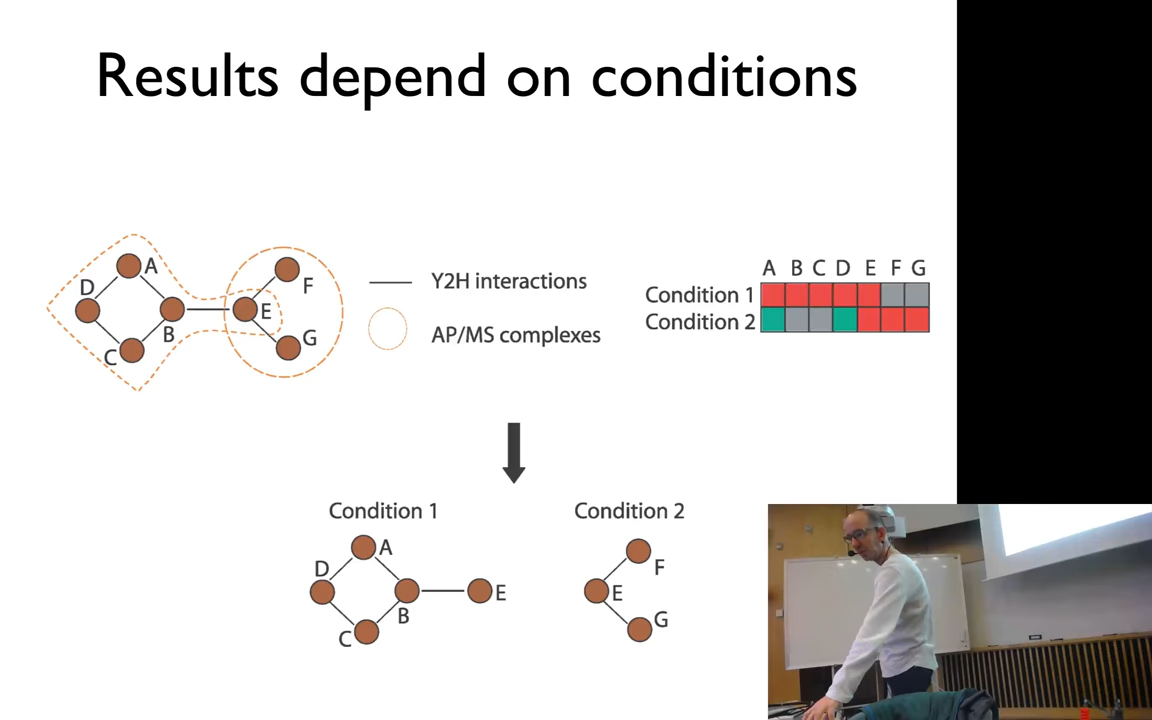 Results depend on conditions
A
D
B
C
E
F
G
Y2H interactions
AP/MS complexes
A B C D E F G
Condition 1
Condition 2
Condition 1
A
D
B
C
E
Condition 2
F
E
G